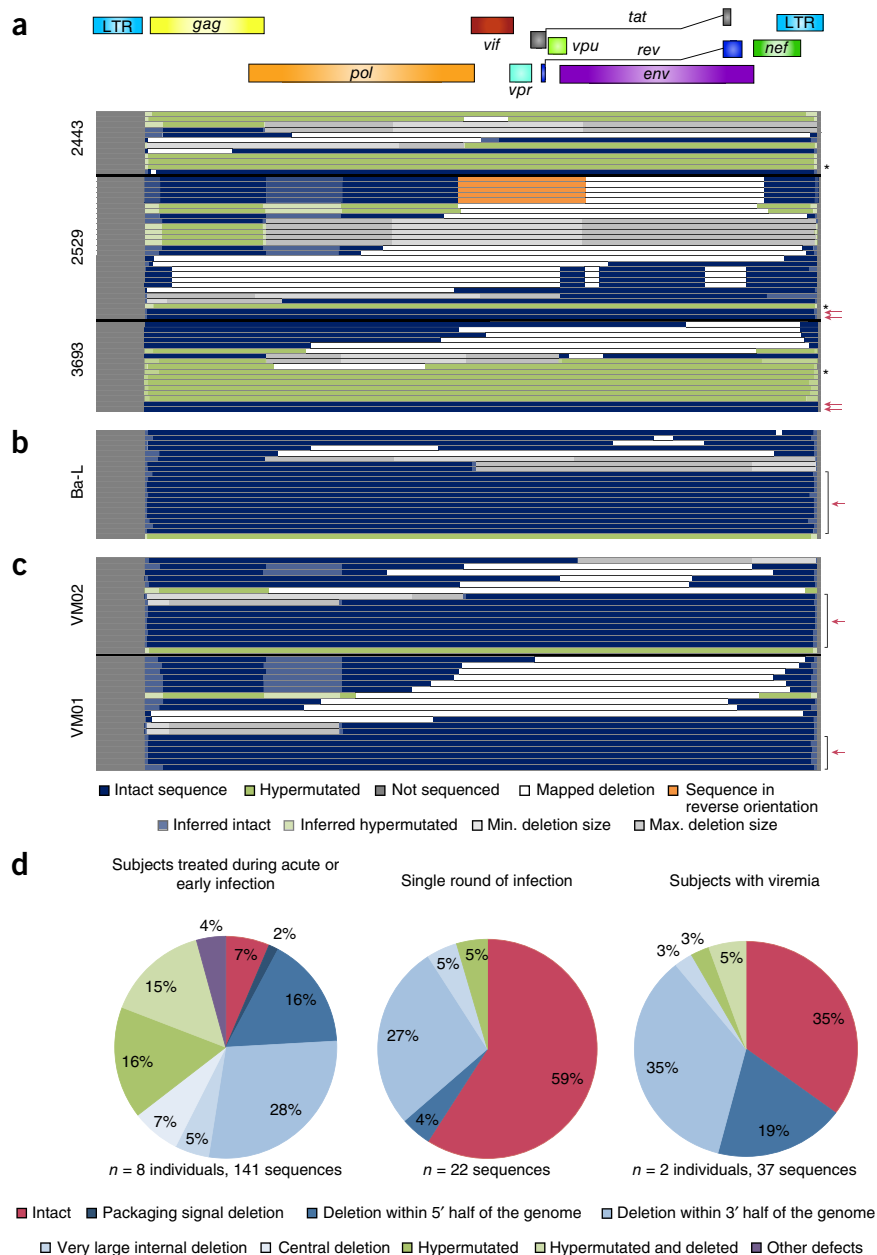 a
LTR
gag
vif
tat
LTR
vpu
rev
nef
pol
vpr
env
2443
*
2529
*
3693
*
b
Ba-L
c
VM02
VM01
Intact sequence
Hypermutated
Not sequenced
Mapped deletion
Sequence in
reverse orientation
Inferred intact
Inferred hypermutated
Min. deletion size
Max. deletion size
d
Subjects treated during acute or
early infection
Single round of infection
Subjects with viremia
4%
7%
2%
16%
28%
5%
7%
16%
15%
n = 8 individuals, 141 sequences
5%
5%
27%
4%
59%
n = 22 sequences
3%
3%
5%
35%
35%
19%
n = 2 individuals, 37 sequences
Intact
Packaging signal deletion
Deletion within 5′ half of the genome
Deletion within 3′ half of the genome
Very large internal deletion
Central deletion
Hypermutated
Hypermutated and deleted
Other defects